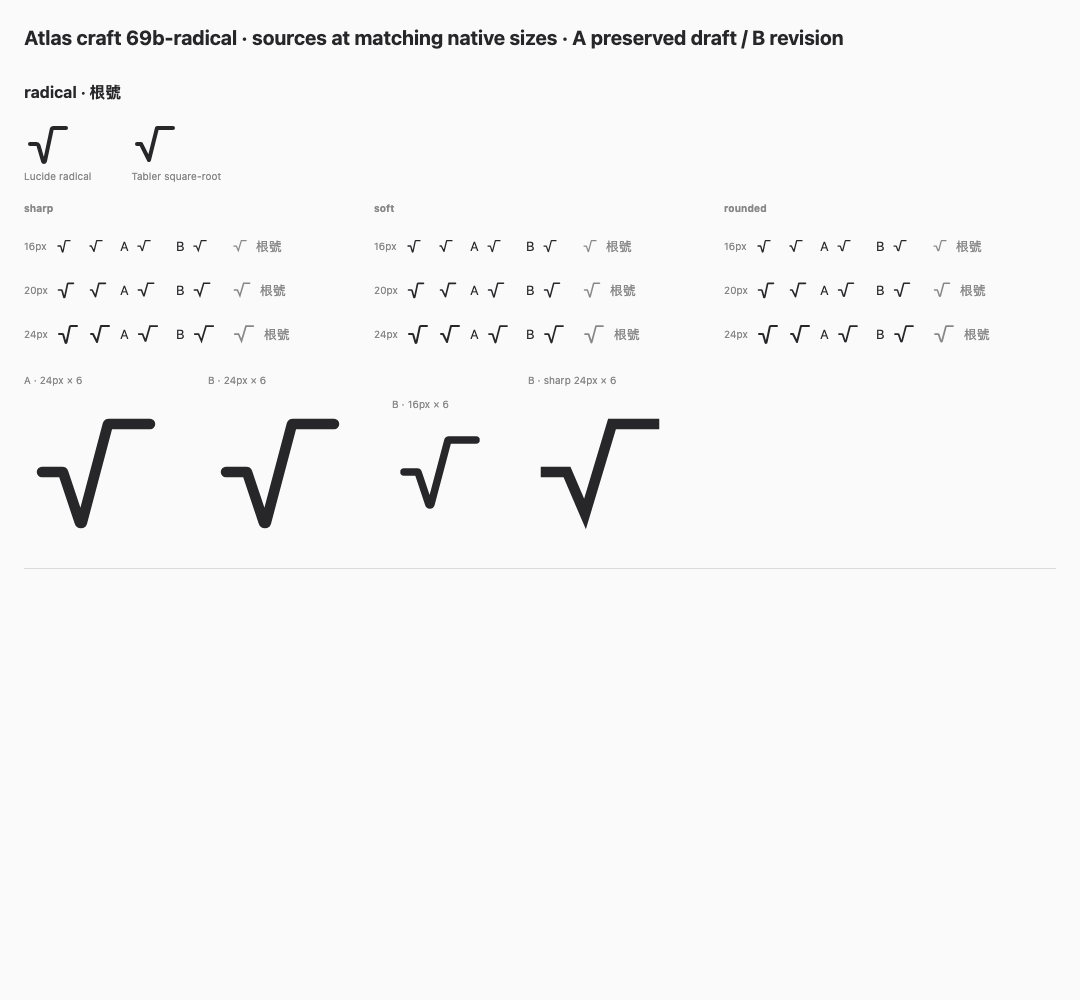 Atlas craft 69b-radical · sources at matching native sizes · A preserved draft / B revision
radical · 根號
Lucide radical
Tabler square-root
sharp
soft
rounded
16px A B 根號
16px A B 根號
16px A B 根號
20px A B 根號
20px A B 根號
20px A B 根號
24px A B 根號
24px A B 根號
24px A B 根號
A · 24px × 6
B · 24px × 6
B · 16px × 6
B · sharp 24px × 6